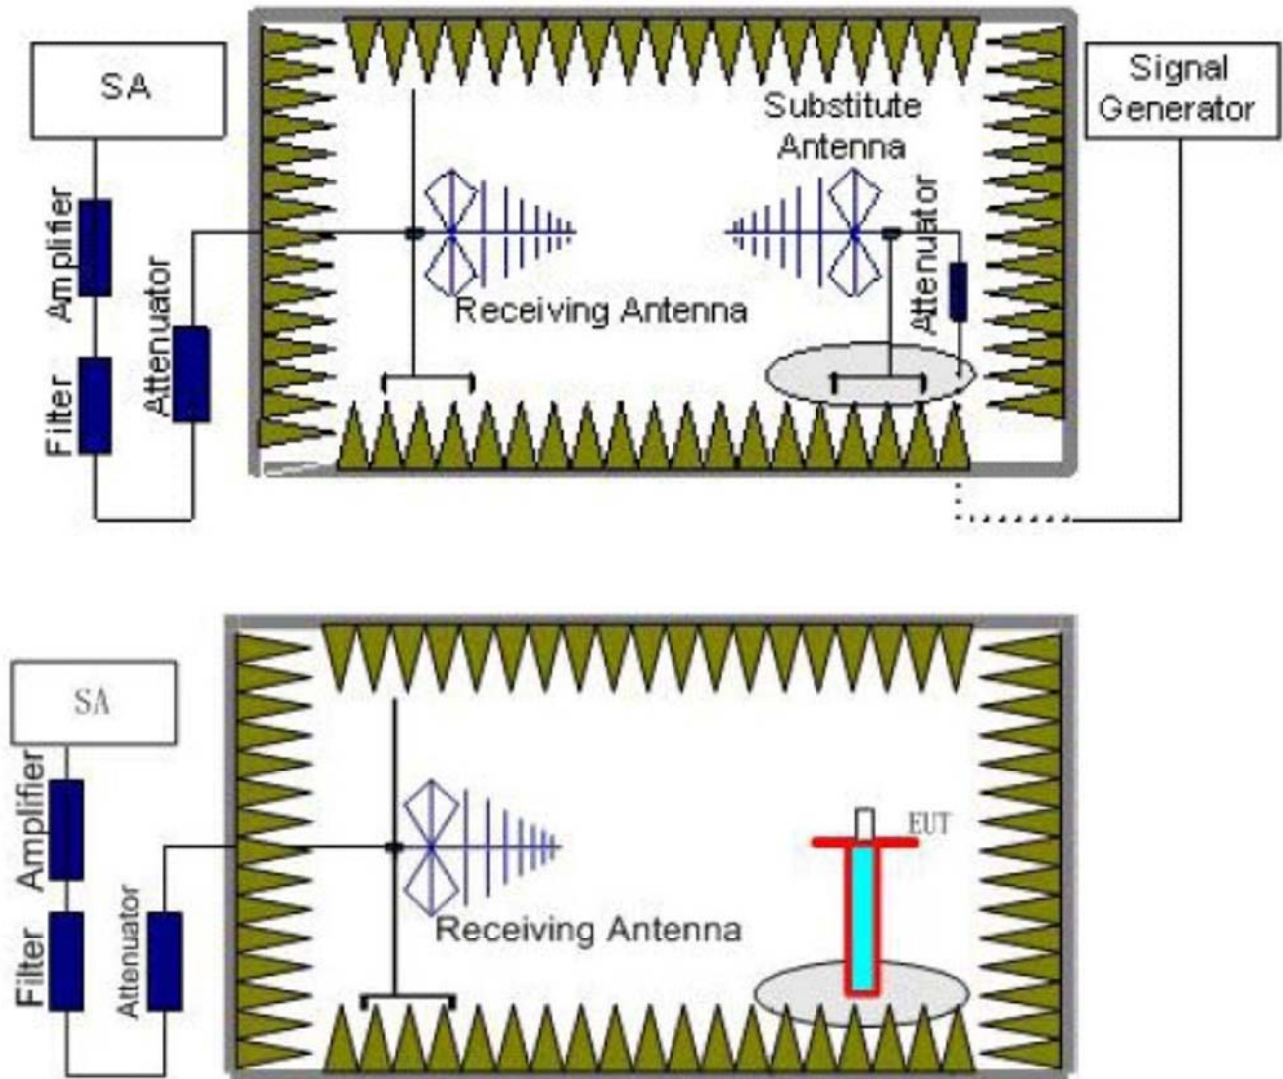 SA
Signal
Generator
Substitute
Antenna
Amplifier
Attenuator
Filter
Attenuator
Receiving Antenna
SA
Amplifier
Filter
Attenuator
EUT
Receiving Antenna